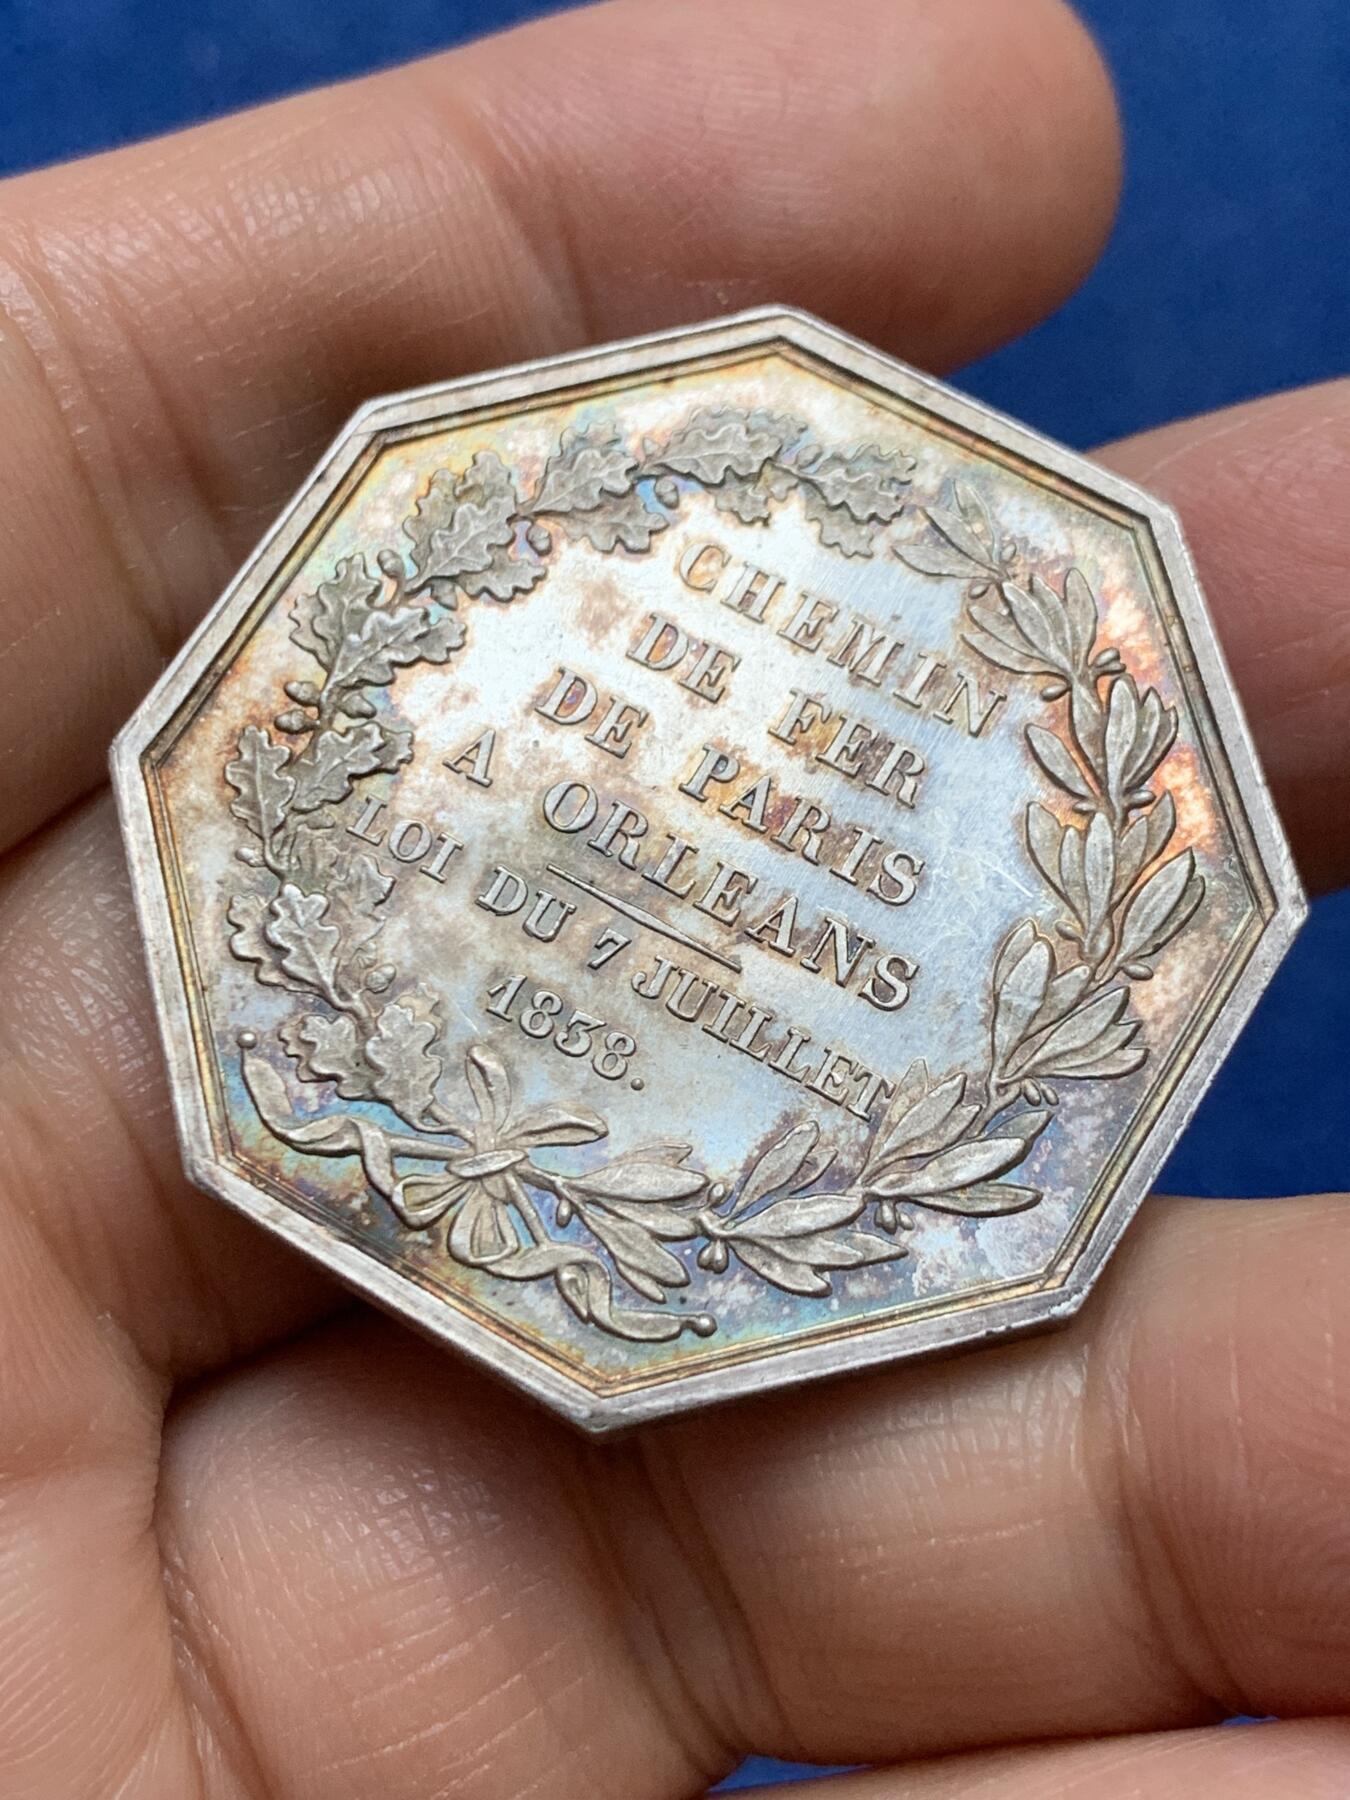 CHEMIN
DE FER
DE PARIS
A ORLEANS
LOI DU 7 JUILLET
1838.